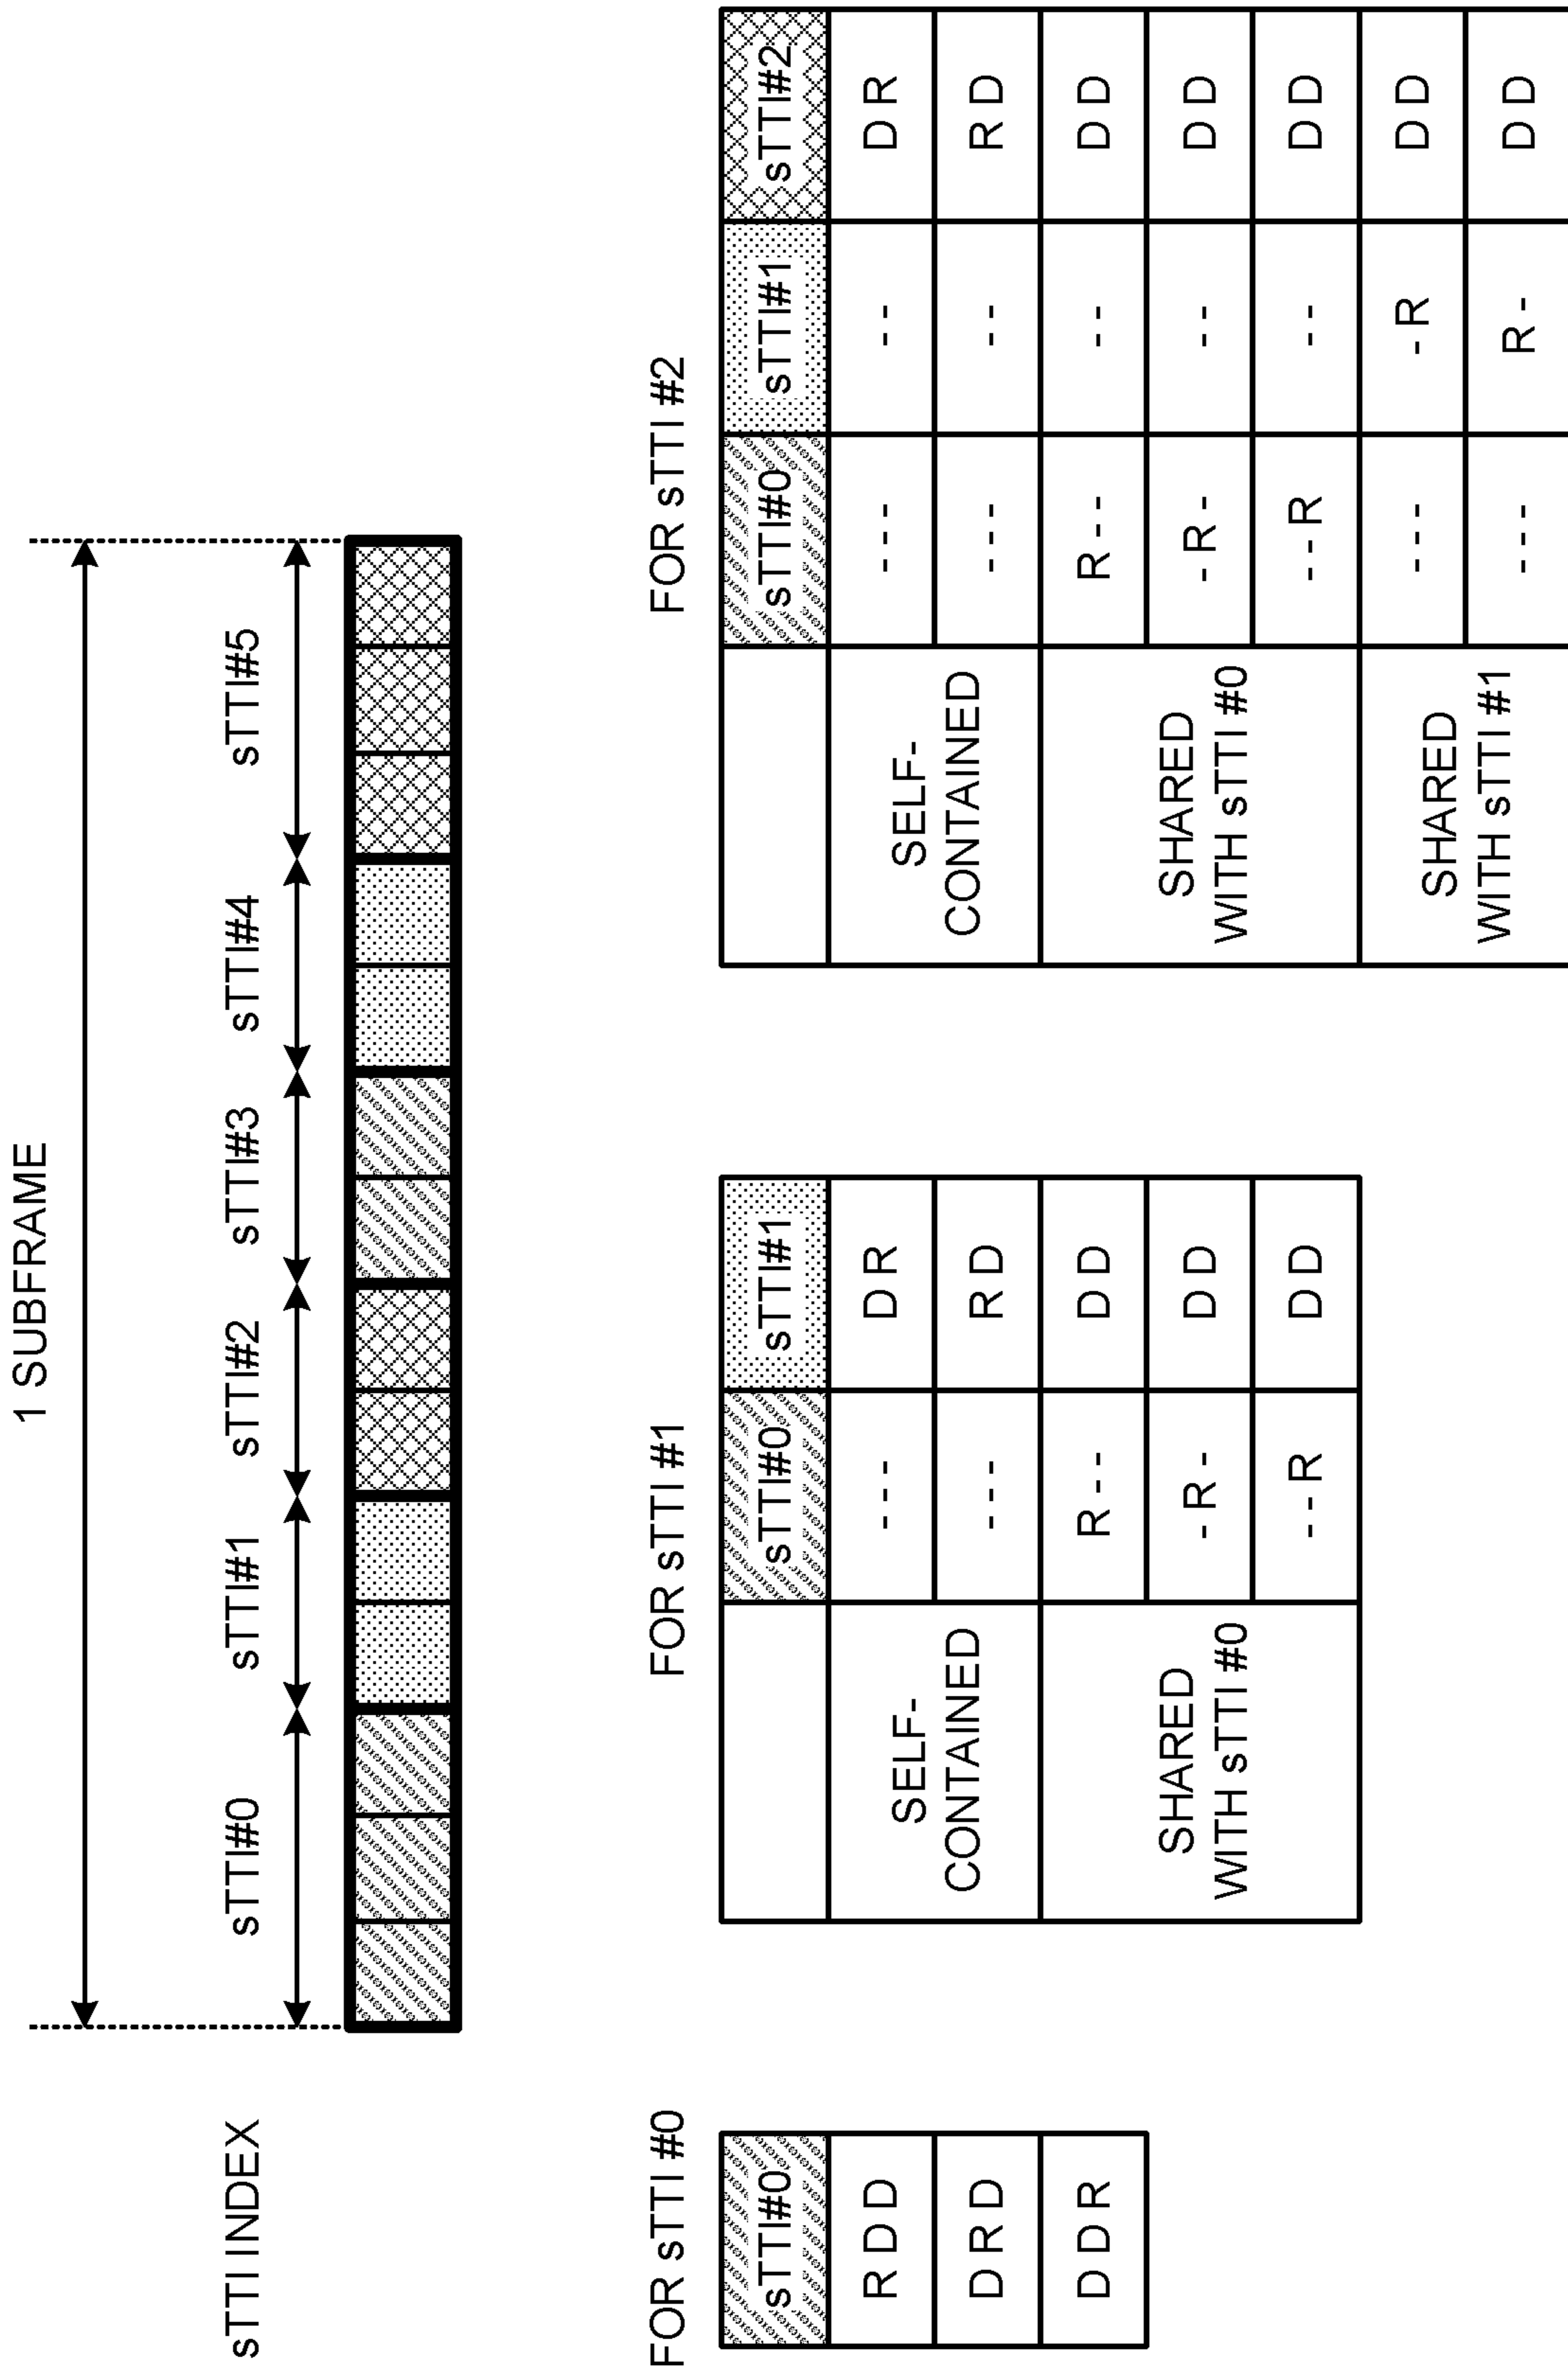 1 SUBFRAME
sTTI INDEX
sTTI#0 sTTI#1 sTTI#2 sTTI#3 sTTI#4 sTTI#5
FOR sTTI #0
sTTI#0
R D D
D R D
D D R
FOR sTTI #1
sTTI#0 sTTI#1
SELF-
CONTAINED
- - - D R
- - - R D
SHARED
WITH sTTI #0
R - - D D
- R - D D
- - R D D
FOR sTTI #2
sTTI#0 sTTI#1 sTTI#2
SELF-
CONTAINED
- - - - - D R
- - - - - R D
SHARED
WITH sTTI #0
R - - - - D D
- R - - - D D
- - R - - D D
SHARED
WITH sTTI #1
- - - - R D D
- - - R - D D